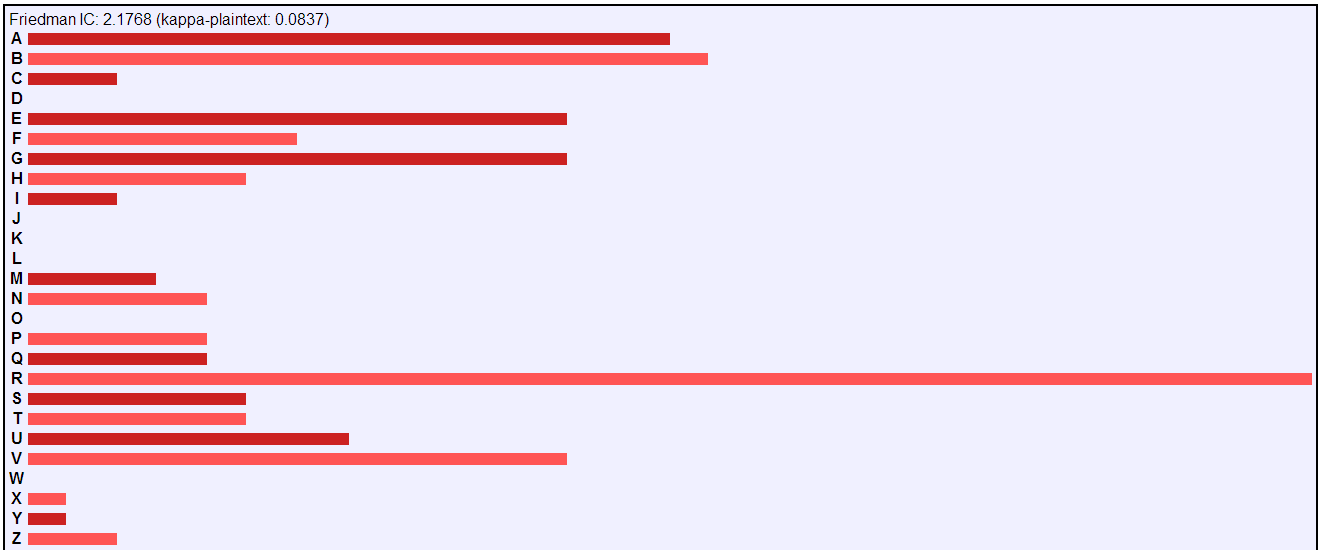 Friedman IC: 2.1768 (kappa-plaintext: 0.0837)
A
B
C
D
E
F
G
H
I
J
K
L
M
N
O
P
Q
R
S
T
U
V
W
X
Y
Z